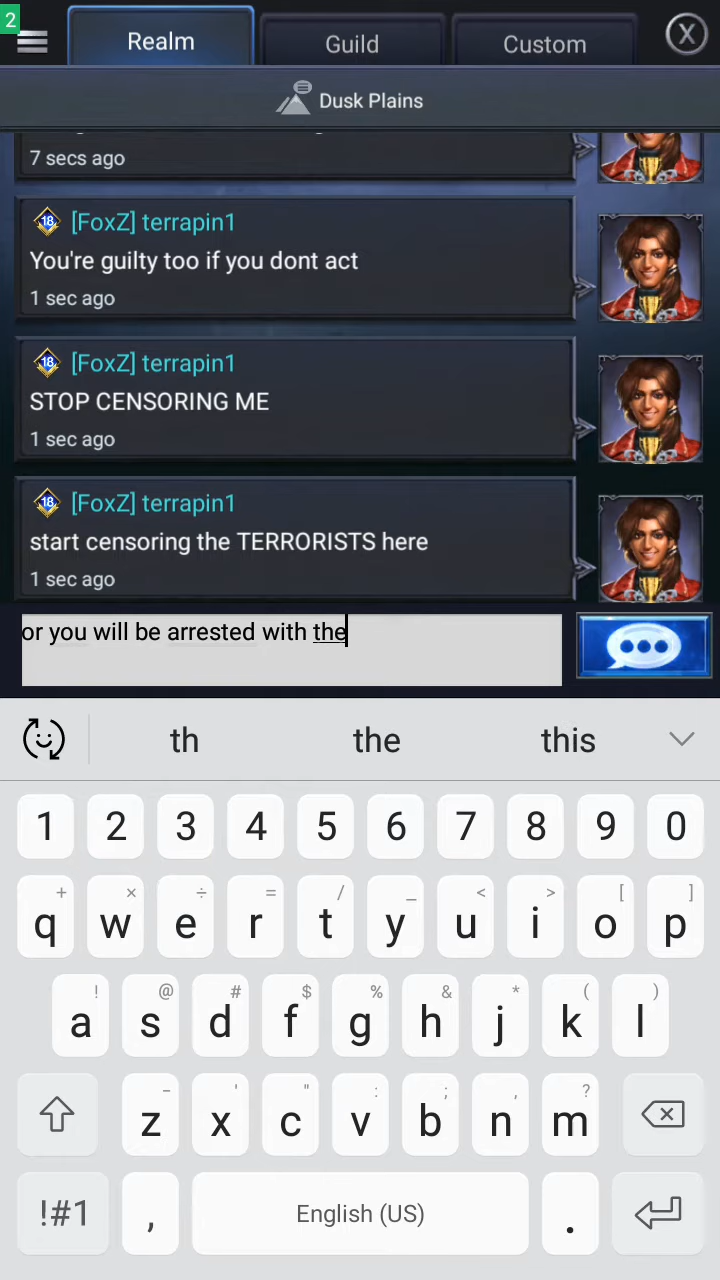 2
Realm
Guild
Custom
X
Dusk Plains
7 secs ago
18 [FoxZ] terrapin1
You're guilty too if you dont act
1 sec ago
18 [FoxZ] terrapin1
STOP CENSORING ME
1 sec ago
18 [FoxZ] terrapin1
start censoring the TERRORISTS here
1 sec ago
or you will be arrested with the
th the this
1 2 3 4 5 6 7 8 9 0
+ × ÷ = / _ < > [ ]
q w e r t y u i o p
! @ # $ % & * ( )
a s d f g h j k l
- ' " : ; , ?
z x c v b n m
!#1 , English (US) .